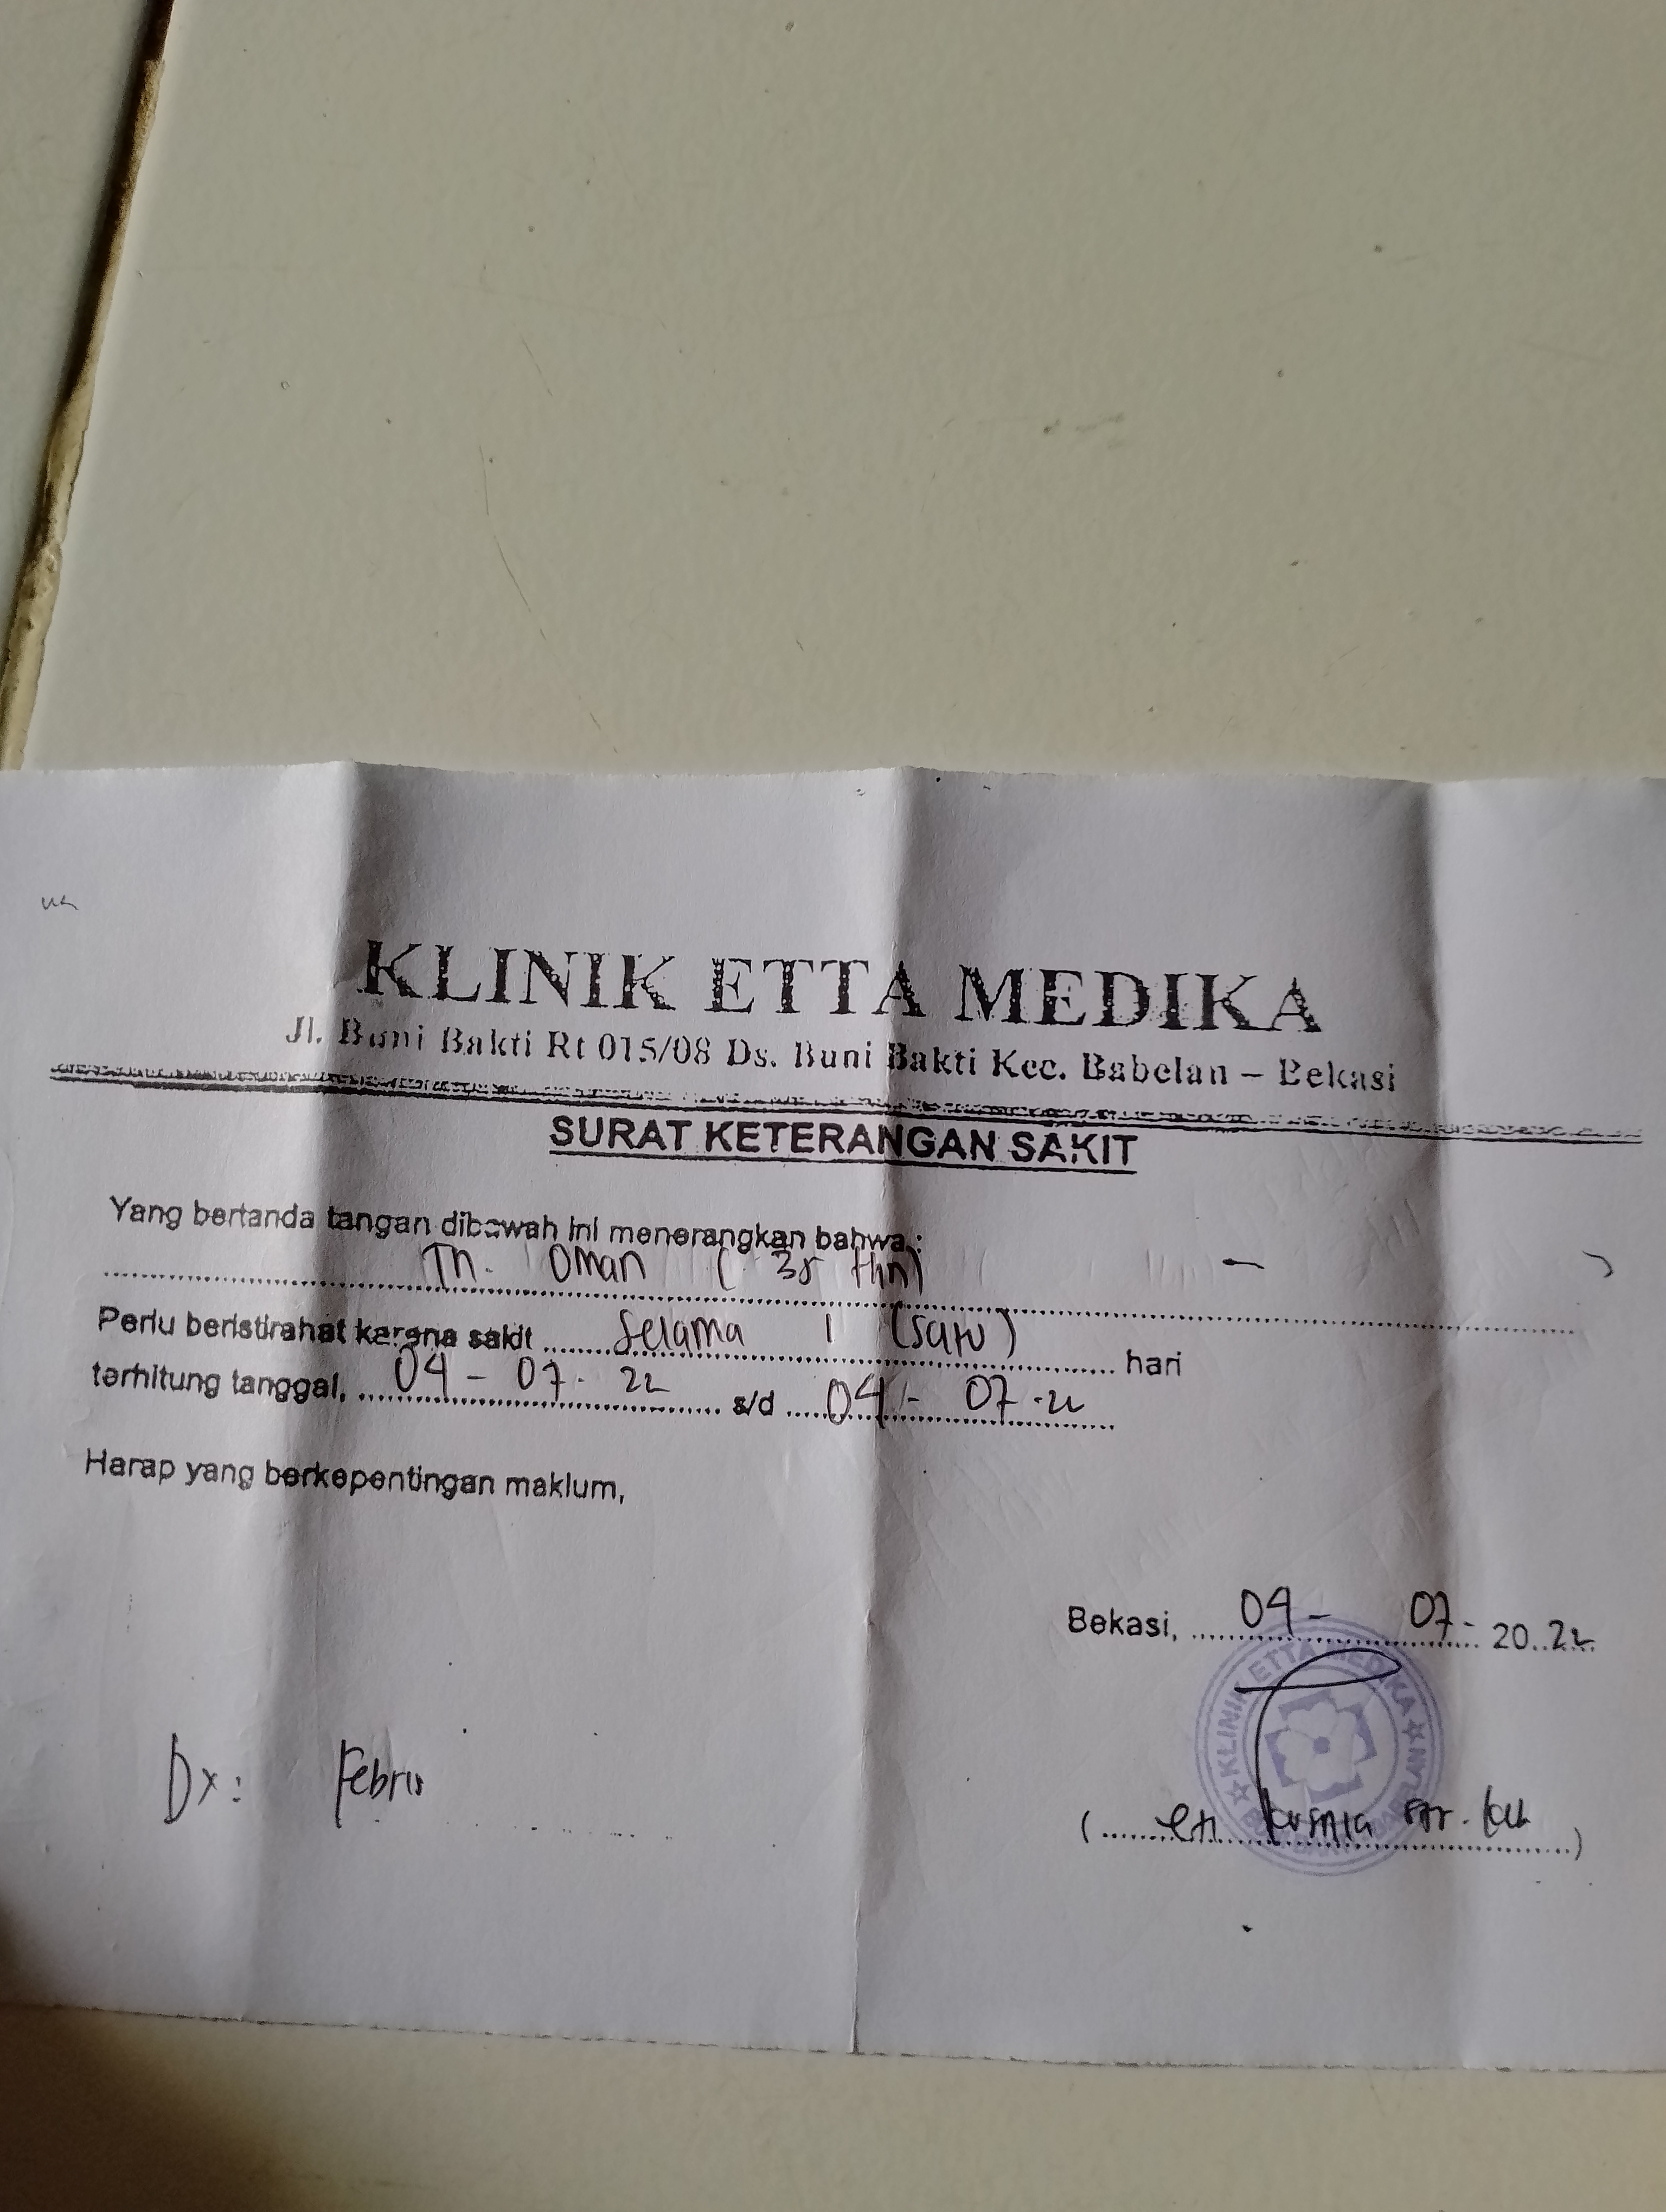 KLINIK ETTA MEDIKA
Jl. Buni Bakti Rt 015/08 Ds. Buni Bakti Kec. Babelan – Bekasi
SURAT KETERANGAN SAKIT
Yang bertanda tangan dibawah ini menerangkan bahwa :
Tn. Oman ( 38 thn)
Perlu beristirahat karena sakit selama 1 (satu) hari
terhitung tanggal, 04 - 07 - 22 s/d 04 - 07 - 22
Harap yang berkepentingan maklum,
Bekasi, 04 - 07 - 20.22
KLINIK ETTA MEDIKA
Dx : Febris
( eti kurnia str. )